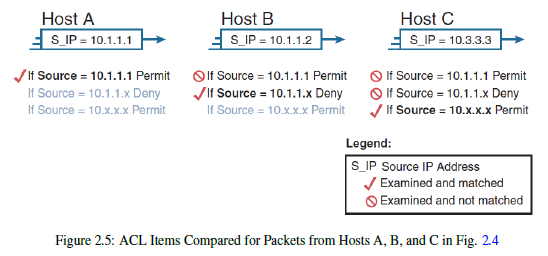 Host A Host B Host C
S_IP = 10.1.1.1 S_IP = 10.1.1.2 S_IP = 10.3.3.3
If Source = 10.1.1.1 Permit If Source = 10.1.1.1 Permit If Source = 10.1.1.1 Permit
If Source = 10.1.1.x Deny If Source = 10.1.1.x Deny If Source = 10.1.1.x Deny
If Source = 10.x.x.x Permit If Source = 10.x.x.x Permit If Source = 10.x.x.x Permit
Legend:
S_IP Source IP Address
Examined and matched
Examined and not matched
Figure 2.5: ACL Items Compared for Packets from Hosts A, B, and C in Fig. 2.4